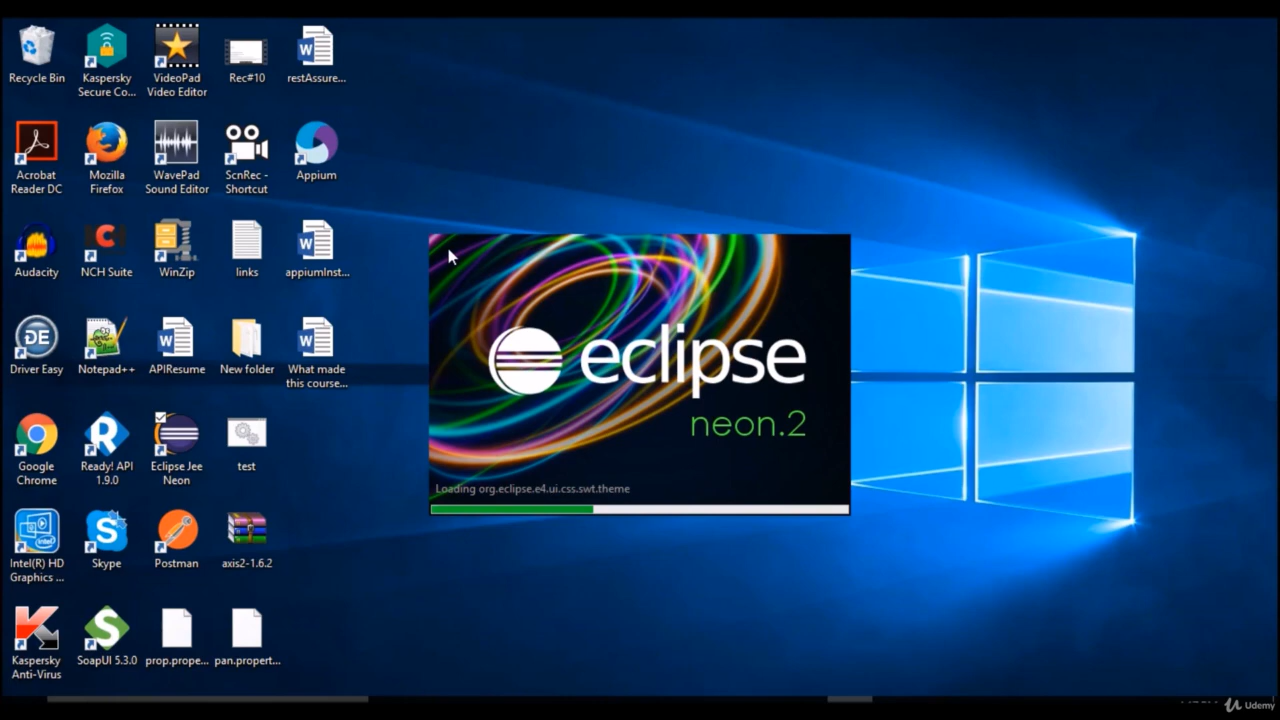 Recycle Bin
Kaspersky
Secure Co...
VideoPad
Video Editor
Rec#10
restAssure...
Acrobat
Reader DC
Mozilla
Firefox
WavePad
Sound Editor
ScnRec -
Shortcut
Appium
Audacity
NCH Suite
WinZip
links
appiumInst...
Driver Easy
Notepad++
APIResume
New folder
What made
this course...
Google
Chrome
Ready! API
1.9.0
Eclipse Jee
Neon
test
Intel(R) HD
Graphics ...
Skype
Postman
axis2-1.6.2
Kaspersky
Anti-Virus
SoapUI 5.3.0
prop.prope...
pan.propert...
eclipse
neon.2
Loading org.eclipse.e4.ui.css.swt.theme
Udemy